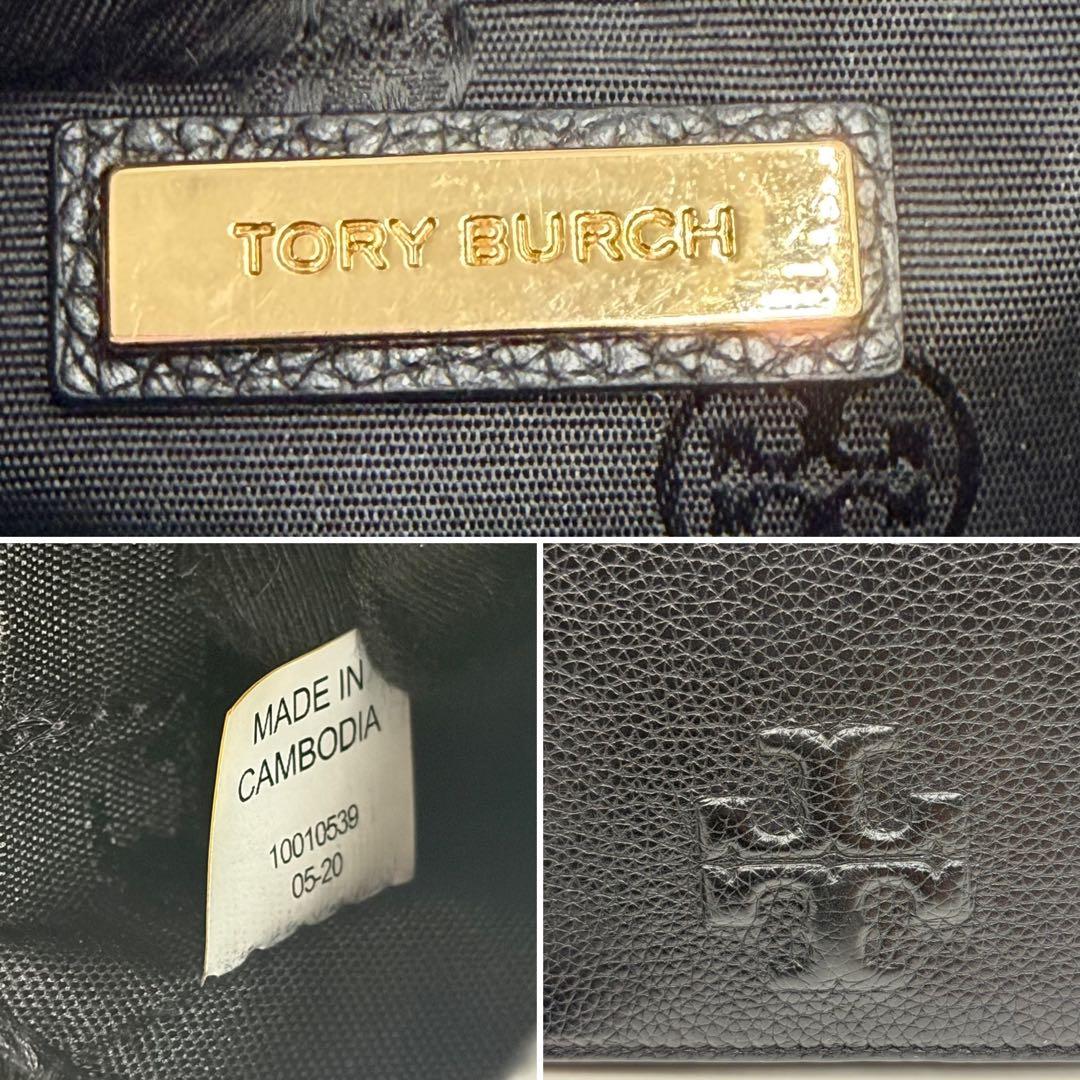 TORY BURCH
MADE IN
CAMBODIA
10010539
05-20